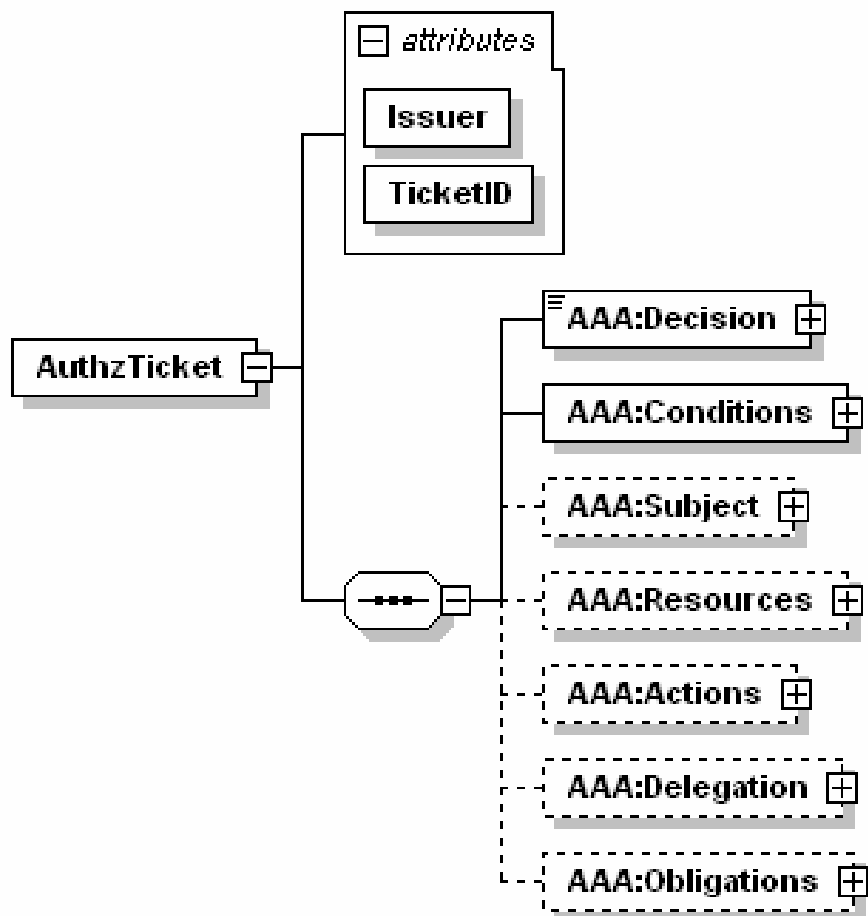 attributes
Issuer
TicketID
AuthzTicket
AAA:Decision
AAA:Conditions
AAA:Subject
AAA:Resources
AAA:Actions
AAA:Delegation
AAA:Obligations